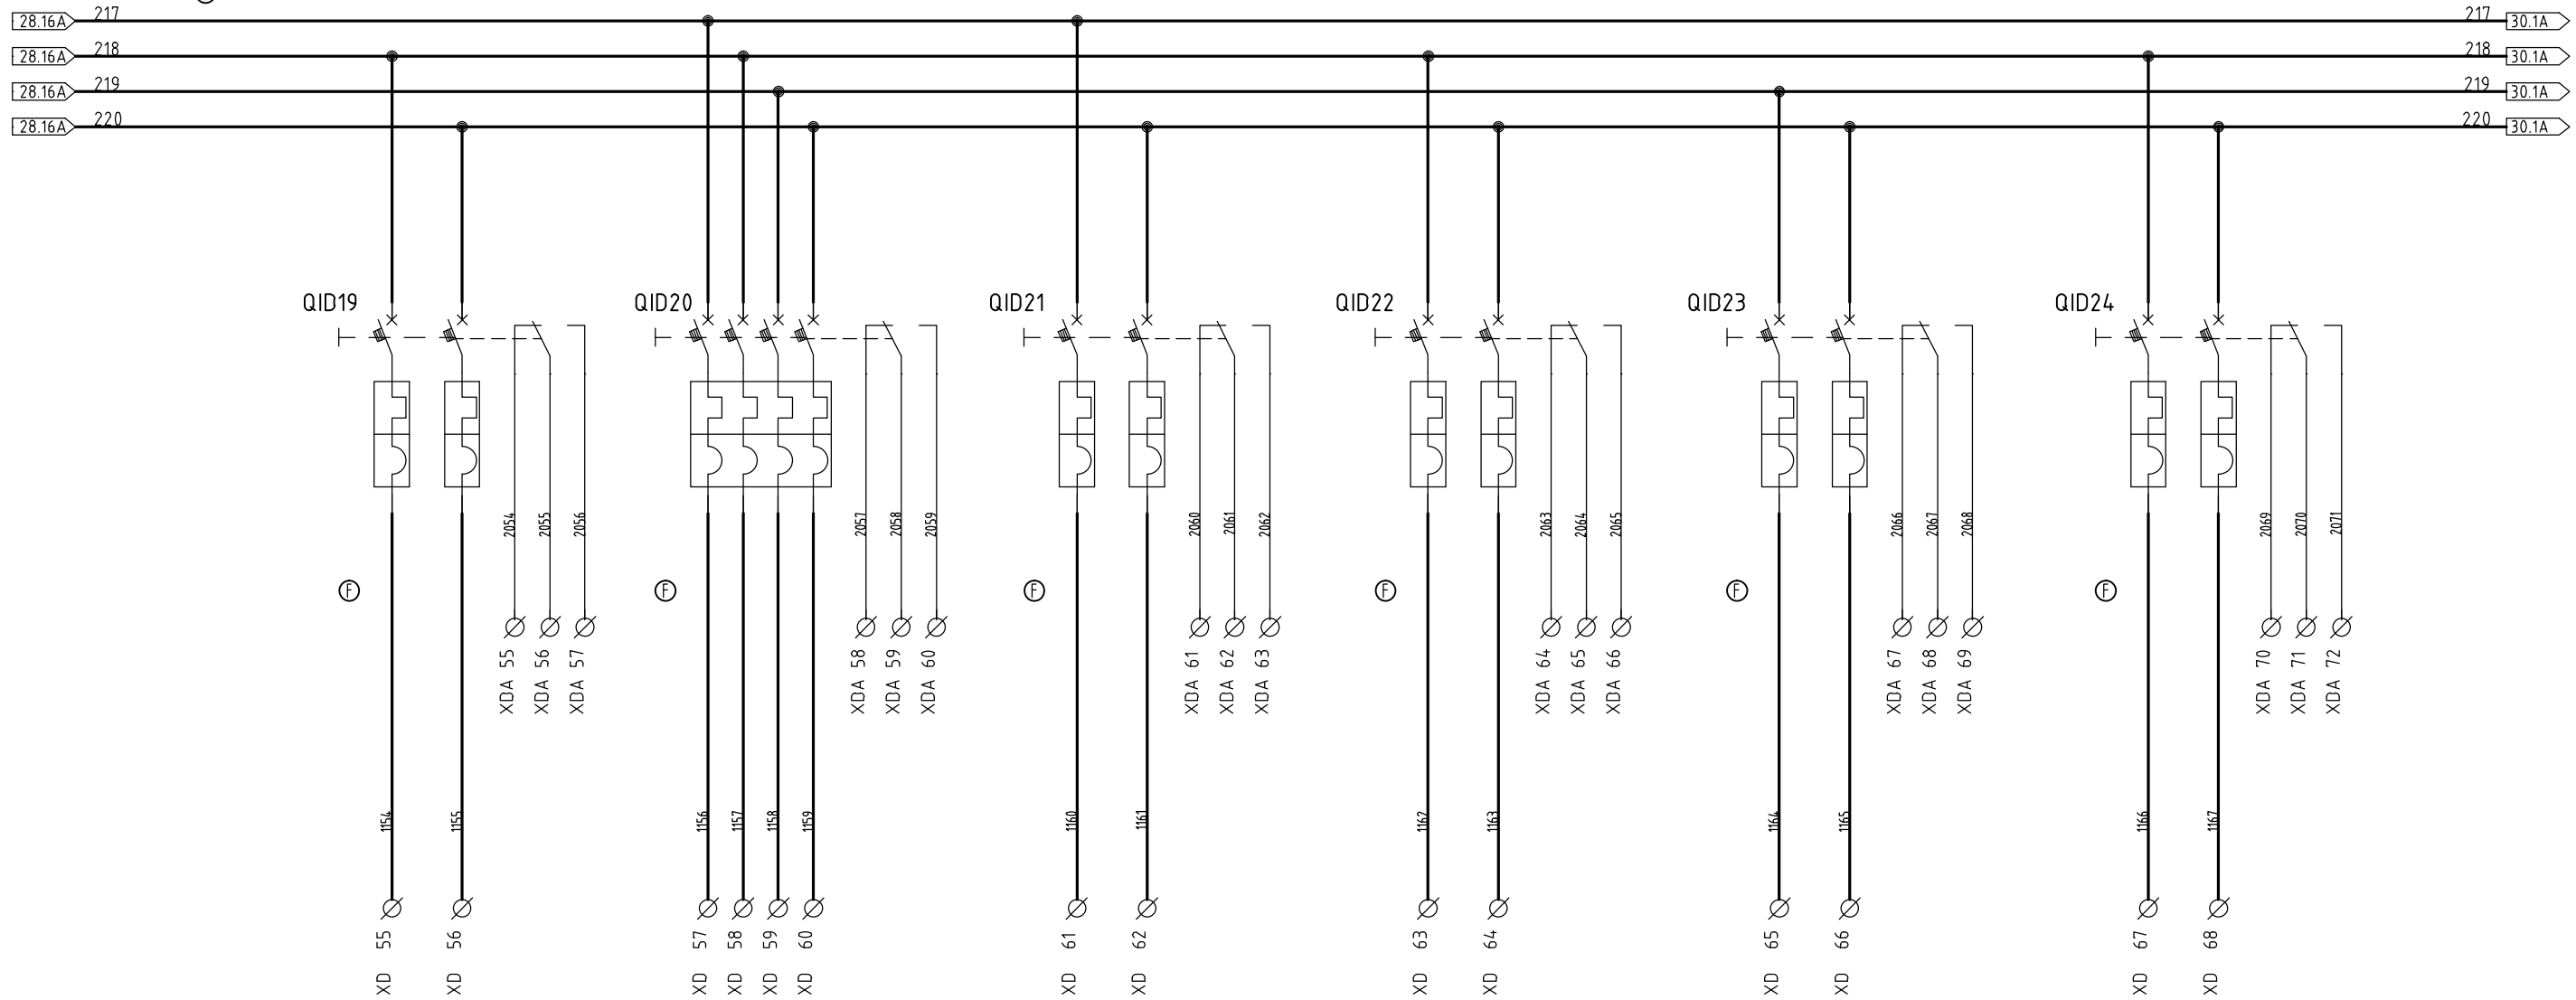 28.16A 217 217 30.1A
28.16A 218 218 30.1A
28.16A 219 219 30.1A
28.16A 220 220 30.1A
QID19 QID20 QID21 QID22 QID23 QID24
2054 2055 2056 2057 2058 2059 2060 2061 2062 2063 2064 2065 2066 2067 2068 2069 2070 2071
F F F F F F
XDA 55 XDA 56 XDA 57 XDA 58 XDA 59 XDA 60 XDA 61 XDA 62 XDA 63 XDA 64 XDA 65 XDA 66 XDA 67 XDA 68 XDA 69 XDA 70 XDA 71 XDA 72
1154 1155 1156 1157 1158 1159 1160 1161 1162 1163 1164 1165 1166 1167
XD 55 XD 56 XD 57 XD 58 XD 59 XD 60 XD 61 XD 62 XD 63 XD 64 XD 65 XD 66 XD 67 XD 68